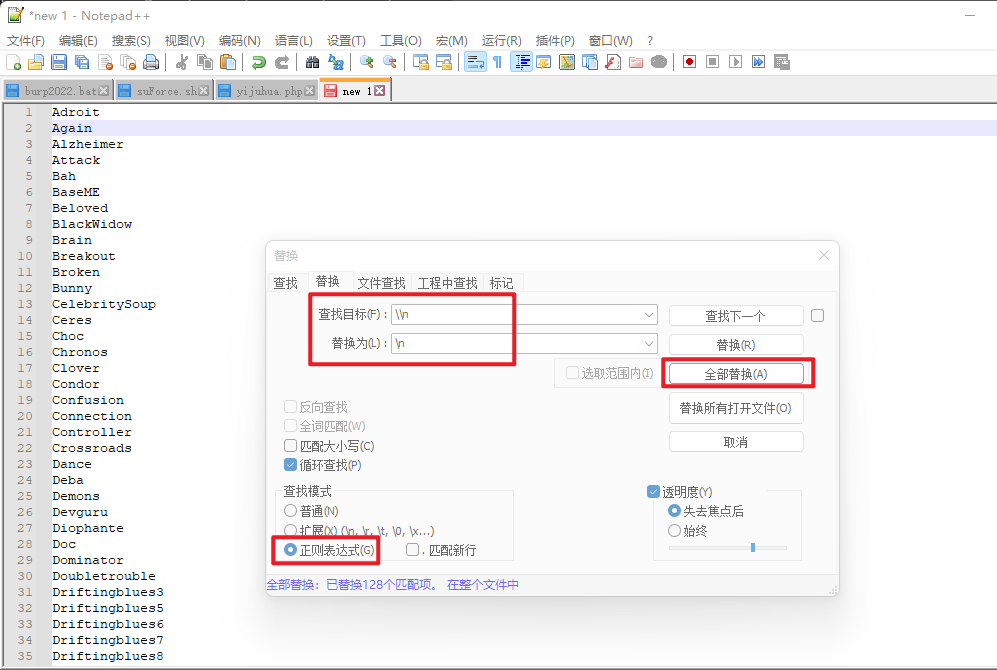 *new 1 - Notepad++
文件(F) 编辑(E) 搜索(S) 视图(V) 编码(N) 语言(L) 设置(T) 工具(O) 宏(M) 运行(R) 插件(P) 窗口(W) ?
burp2022.bat suForce.sh yijuhua.php new 1
1 Adroit
2 Again
3 Alzheimer
4 Attack
5 Bah
6 BaseME
7 Beloved
8 BlackWidow
9 Brain
10 Breakout
11 Broken
12 Bunny
13 CelebritySoup
14 Ceres
15 Choc
16 Chronos
17 Clover
18 Condor
19 Confusion
20 Connection
21 Controller
22 Crossroads
23 Dance
24 Deba
25 Demons
26 Devguru
27 Diophante
28 Doc
29 Dominator
30 Doubletrouble
31 Driftingblues3
32 Driftingblues5
33 Driftingblues6
34 Driftingblues7
35 Driftingblues8
替换
查找 替换 文件查找 工程中查找 标记
查找目标(F) : \\n 查找下一个
替换为(L) : \n 替换(R)
选取范围内(I) 全部替换(A)
替换所有打开文件(O)
取消
反向查找
全词匹配(W)
匹配大小写(C)
循环查找(P)
查找模式
普通(N)
扩展(X) (\n, \r, \t, \0, \x...)
正则表达式(G) . 匹配新行
透明度(Y)
失去焦点后
始终
全部替换: 已替换128个匹配项。 在整个文件中